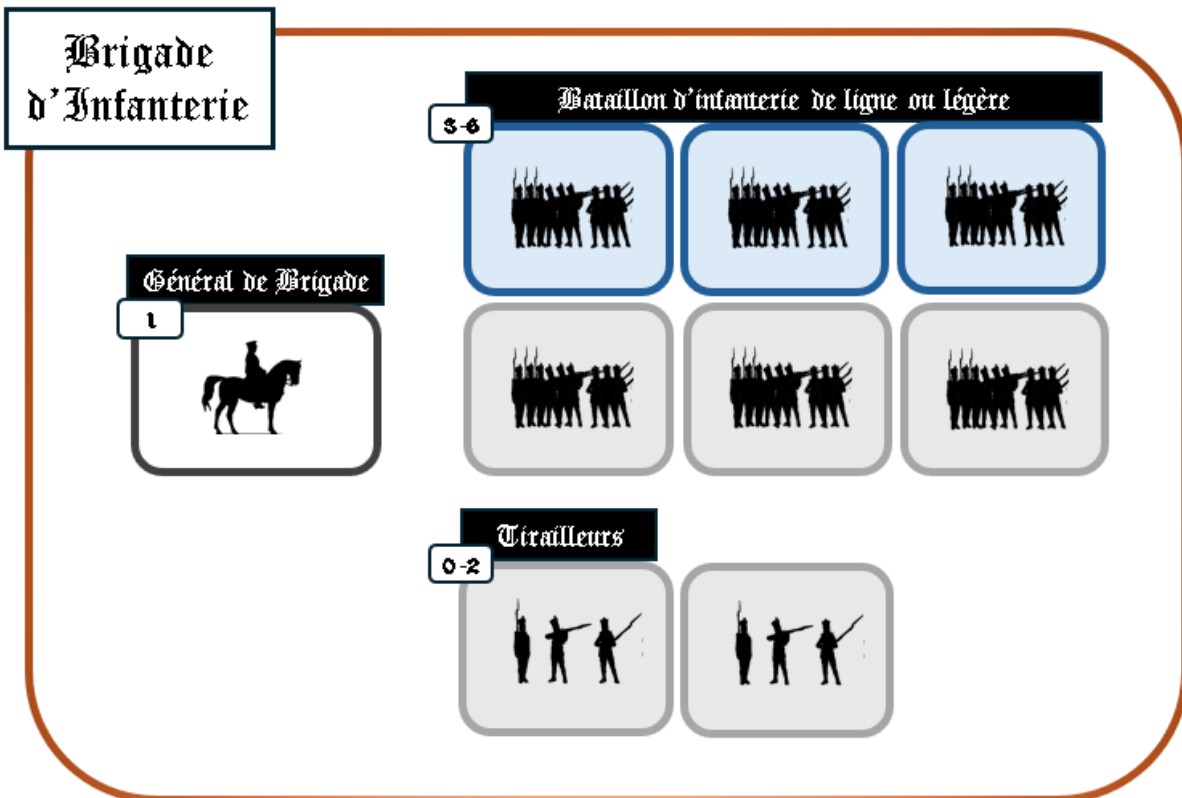 Brigade
d'Infanterie
Bataillon d'infanterie de ligne ou légère
3-6
Général de Brigade
1
Tirailleurs
0-2